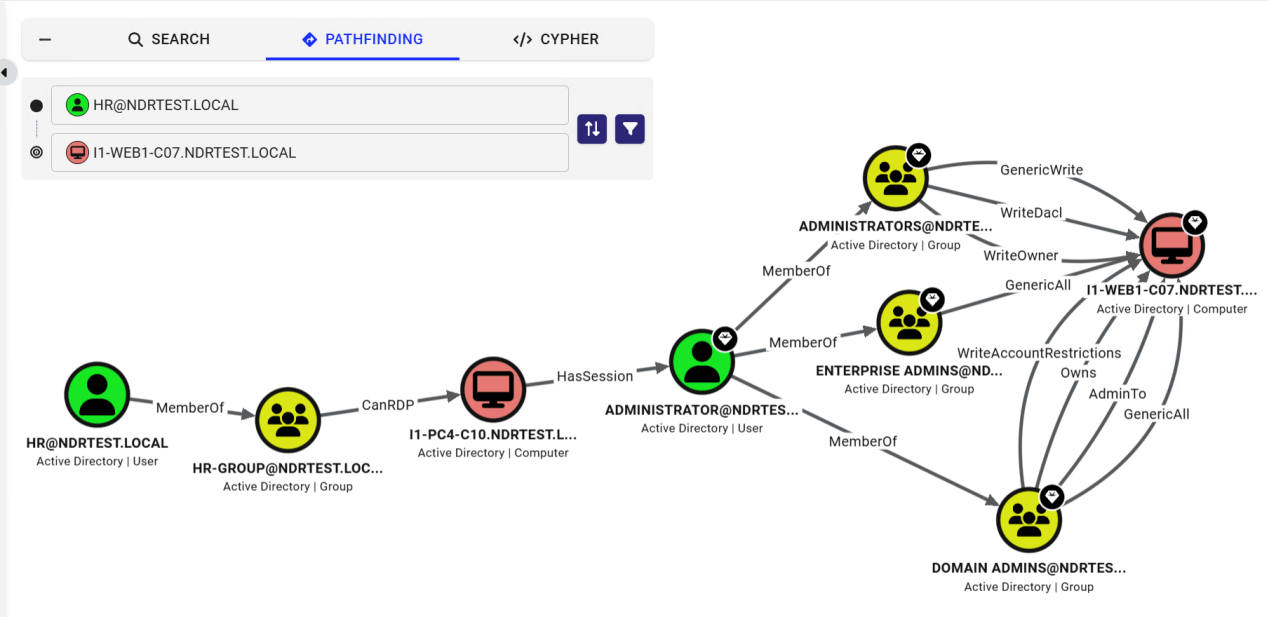 SEARCH
PATHFINDING
</> CYPHER
HR@NDRTEST.LOCAL
I1-WEB1-C07.NDRTEST.LOCAL
GenericWrite
WriteDacl
ADMINISTRATORS@NDRTE...
Active Directory | Group
WriteOwner
MemberOf
GenericAll
I1-WEB1-C07.NDRTEST....
Active Directory | Computer
MemberOf
WriteAccountRestrictions
ENTERPRISE ADMINS@ND...
Active Directory | Group
Owns
HasSession
AdminTo
CanRDP
MemberOf
ADMINISTRATOR@NDRTES...
Active Directory | User
GenericAll
I1-PC4-C10.NDRTEST.L...
Active Directory | Computer
HR@NDRTEST.LOCAL
Active Directory | User
MemberOf
HR-GROUP@NDRTEST.LOC...
Active Directory | Group
DOMAIN ADMINS@NDRTES...
Active Directory | Group